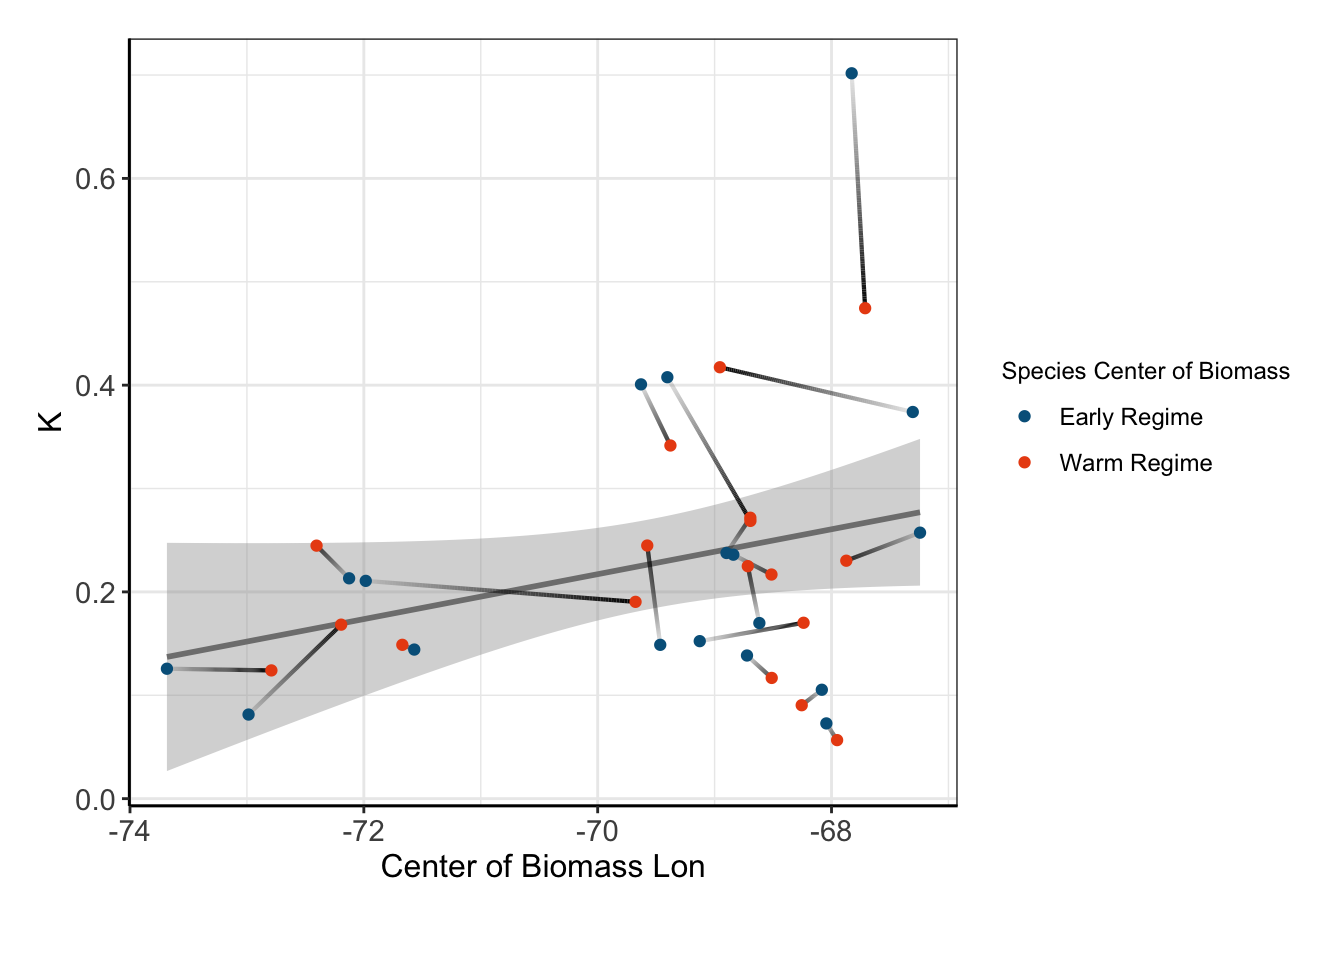 0.6
0.4
0.2
0.0
K
-74
-72
-70
-68
Center of Biomass Lon
Species Center of Biomass
Early Regime
Warm Regime